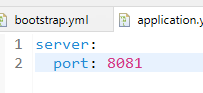 bootstrap.yml
application.y
1 server:
2 port: 8081